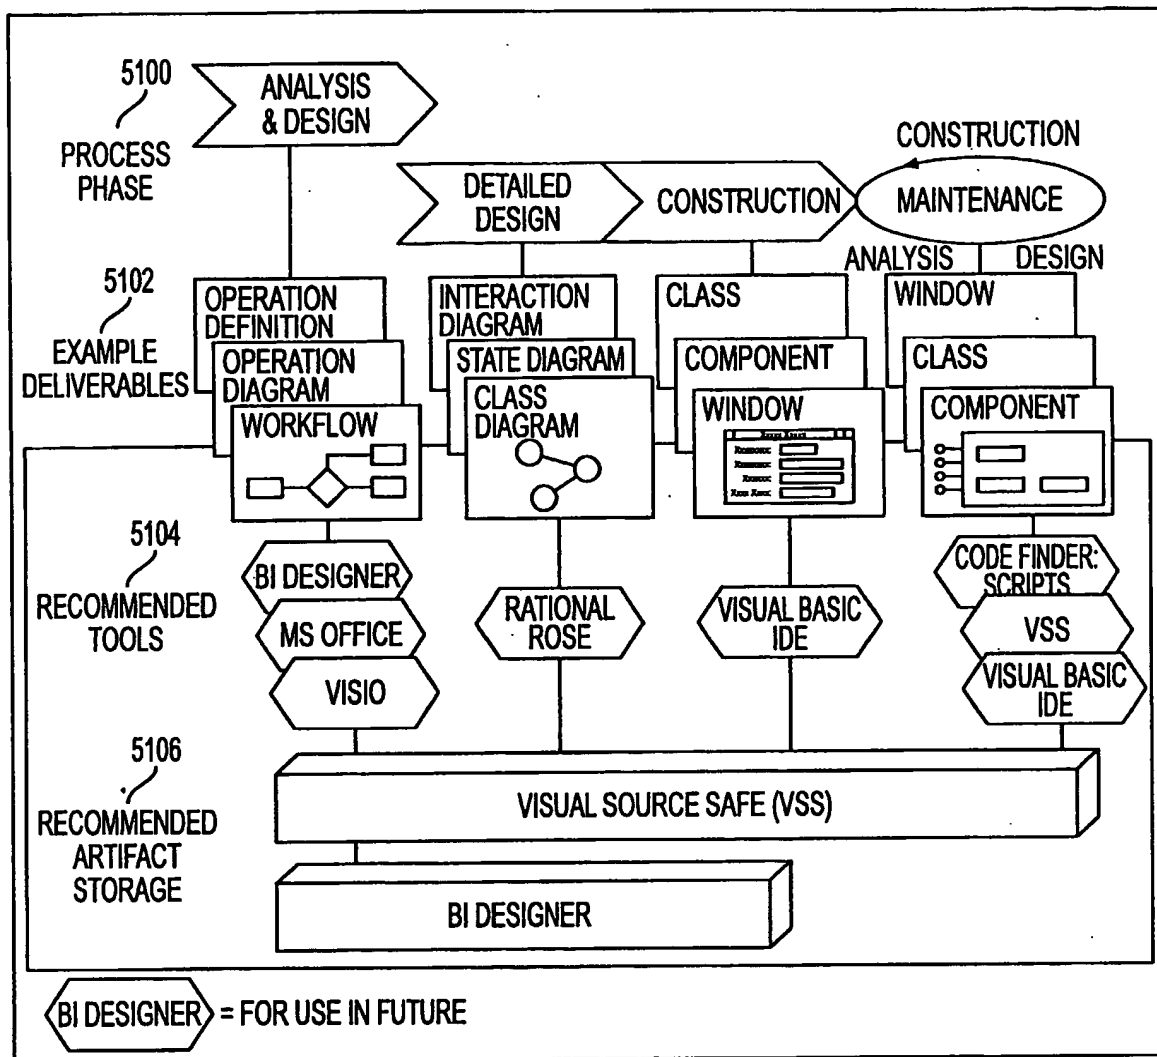 5100
PROCESS
PHASE
ANALYSIS
& DESIGN
DETAILED
DESIGN
CONSTRUCTION
CONSTRUCTION
MAINTENANCE
ANALYSIS
DESIGN
5102
EXAMPLE
DELIVERABLES
OPERATION
DEFINITION
OPERATION
DIAGRAM
WORKFLOW
INTERACTION
DIAGRAM
STATE DIAGRAM
CLASS
DIAGRAM
CLASS
COMPONENT
WINDOW
WINDOW
CLASS
COMPONENT
5104
RECOMMENDED
TOOLS
BI DESIGNER
MS OFFICE
VISIO
RATIONAL
ROSE
VISUAL BASIC
IDE
CODE FINDER:
SCRIPTS
VSS
VISUAL BASIC
IDE
5106
RECOMMENDED
ARTIFACT
STORAGE
VISUAL SOURCE SAFE (VSS)
BI DESIGNER
BI DESIGNER = FOR USE IN FUTURE